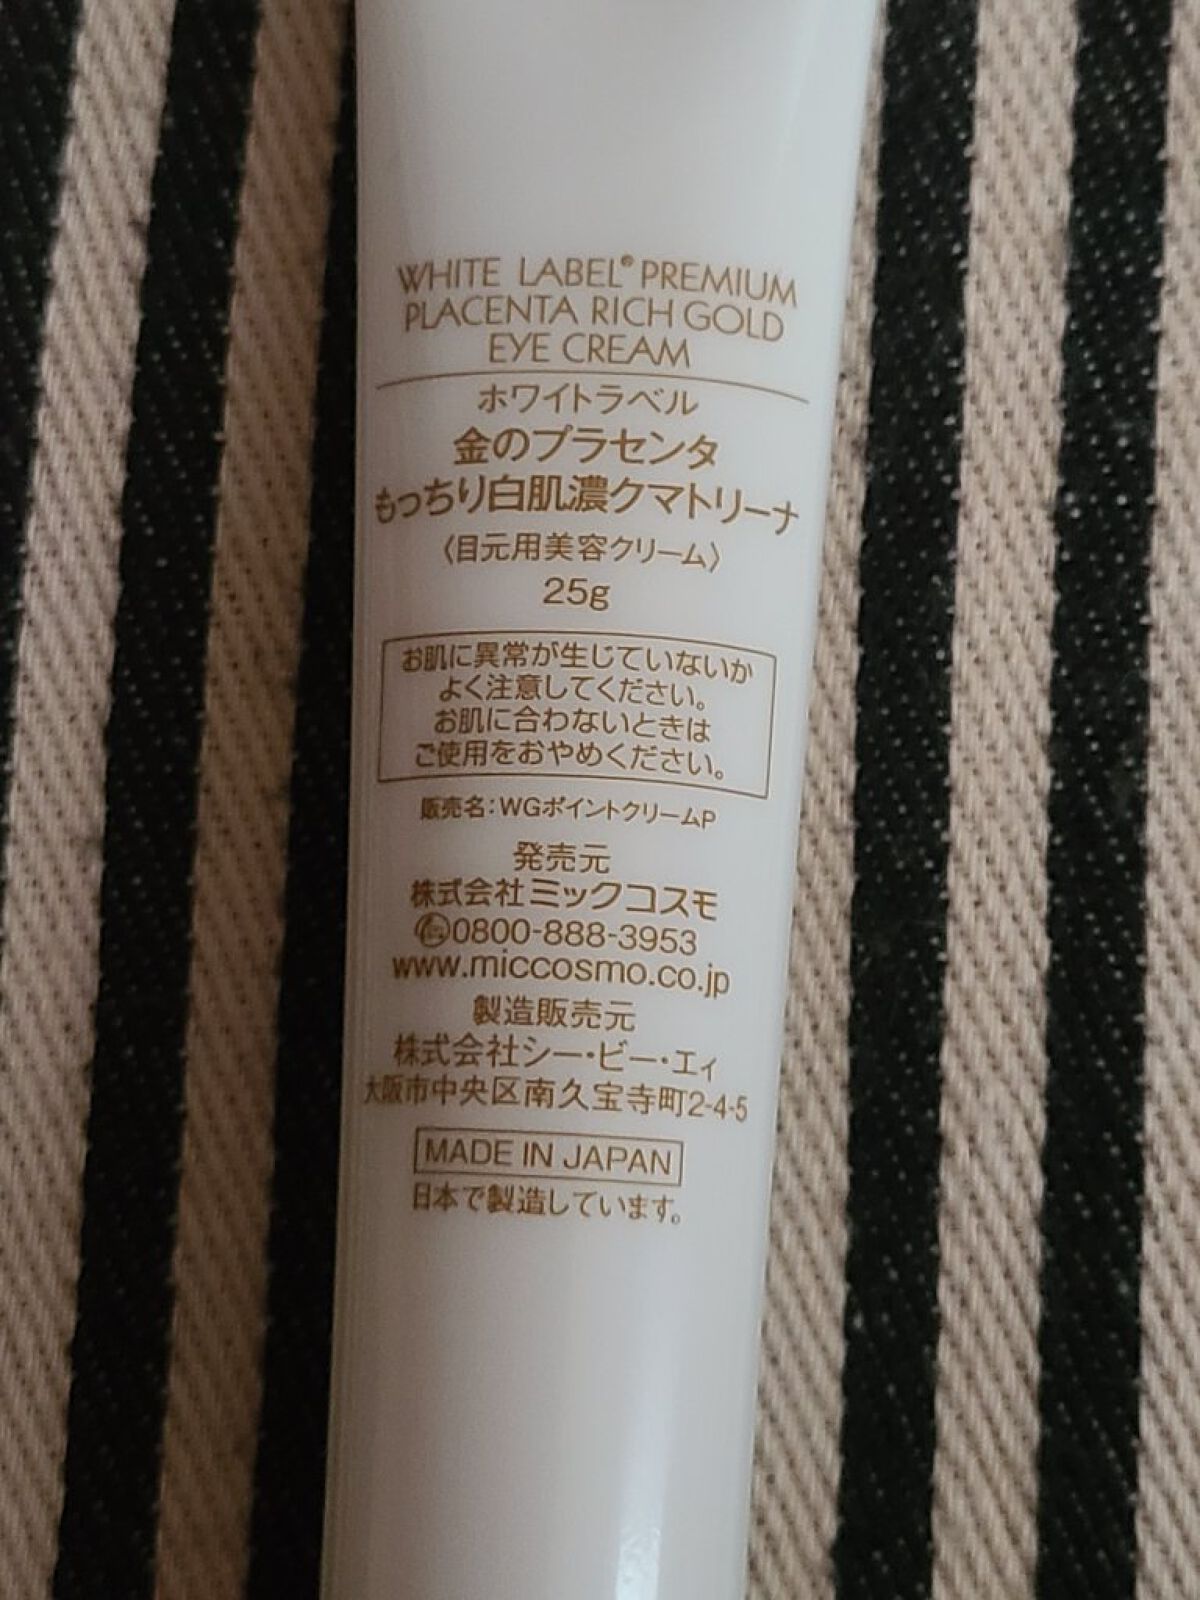 WHITE LABEL® PREMIUM
PLACENTA RICH GOLD
EYE CREAM
ホワイトラベル
金のプラセンタ
もっちり白肌濃クマトリーナ
〈目元用美容クリーム〉
25g
お肌に異常が生じていないか
よく注意してください。
お肌に合わないときは
ご使用をおやめください。
販売名:WGポイントクリームP
発売元
株式会社ミックコスモ
0800-888-3953
www.miccosmo.co.jp
製造販売元
株式会社シー・ビー・エィ
大阪市中央区南久宝寺町2-4-5
MADE IN JAPAN
日本で製造しています。